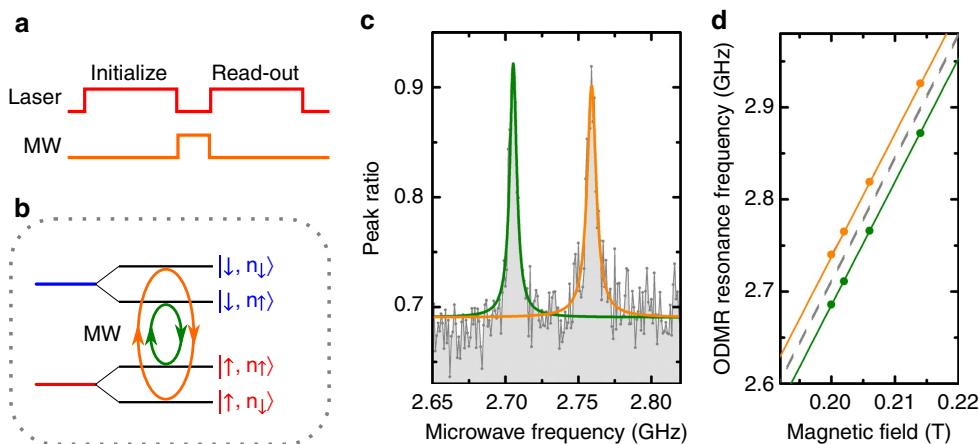 a
Initialize Read-out
Laser
MW
b
|↓, n↓⟩
|↓, n↑⟩
MW
|↑, n↑⟩
|↑, n↓⟩
c
Peak ratio
0.9
0.8
0.7
2.65 2.70 2.75 2.80
Microwave frequency (GHz)
d
ODMR resonance frequency (GHz)
2.9
2.8
2.7
2.6
0.20 0.21 0.22
Magnetic field (T)